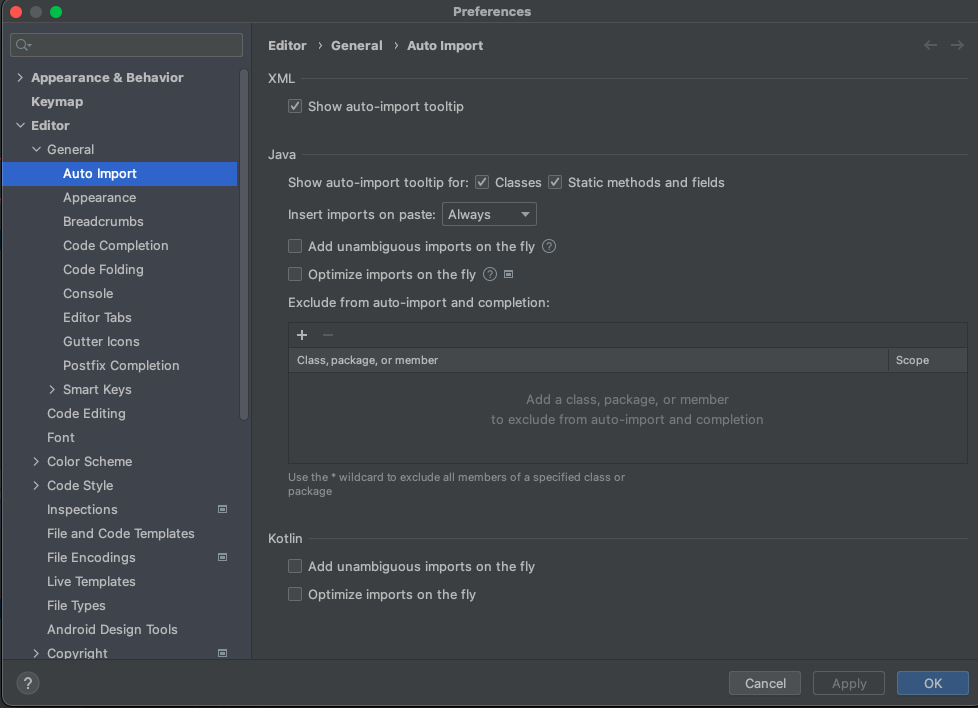 Preferences
Editor › General › Auto Import
Appearance & Behavior
Keymap
Editor
General
Auto Import
Appearance
Breadcrumbs
Code Completion
Code Folding
Console
Editor Tabs
Gutter Icons
Postfix Completion
Smart Keys
Code Editing
Font
Color Scheme
Code Style
Inspections
File and Code Templates
File Encodings
Live Templates
File Types
Android Design Tools
Copyright
XML
Show auto-import tooltip
Java
Show auto-import tooltip for: Classes Static methods and fields
Insert imports on paste: Always
Add unambiguous imports on the fly ?
Optimize imports on the fly ?
Exclude from auto-import and completion:
+ −
Class, package, or member Scope
Add a class, package, or member
to exclude from auto-import and completion
Use the * wildcard to exclude all members of a specified class or
package
Kotlin
Add unambiguous imports on the fly
Optimize imports on the fly
? Cancel Apply OK